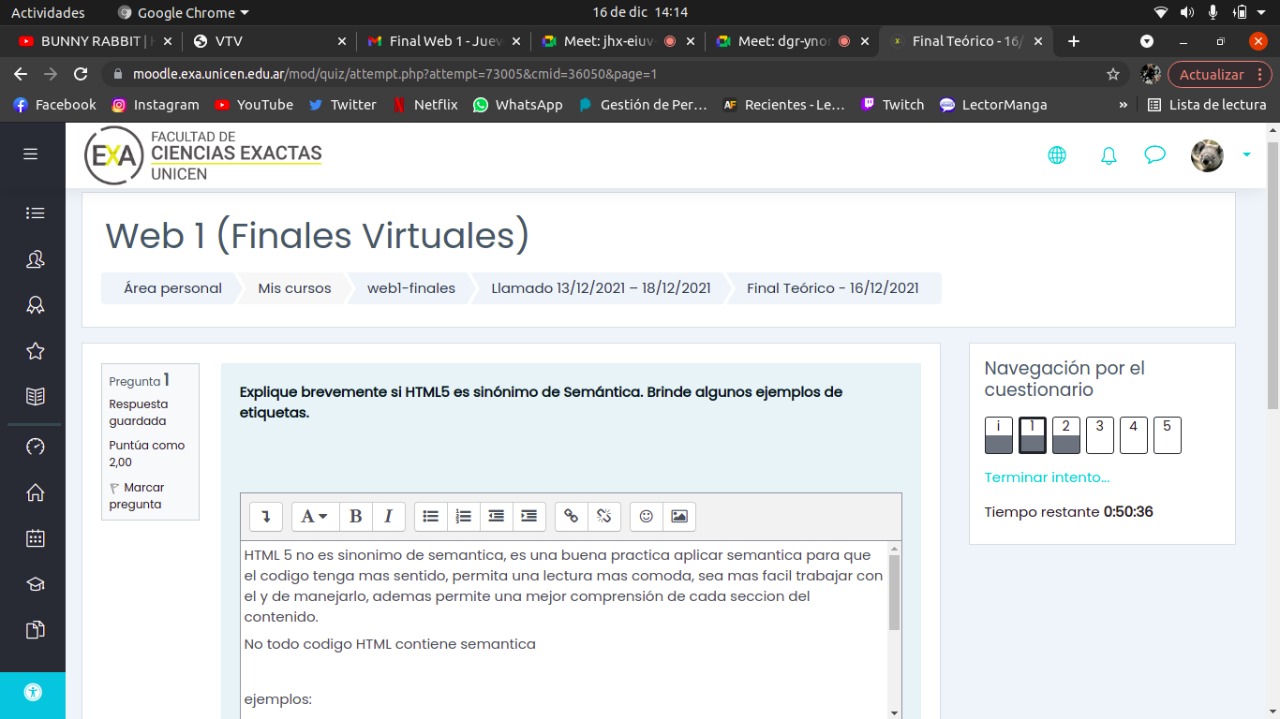 Actividades
Google Chrome
16 de dic 14:14
BUNNY RABBIT |
VTV
Final Web 1 - Juev
Meet: jhx-eiuv
Meet: dgr-ynor
Final Teórico - 16/
moodle.exa.unicen.edu.ar/mod/quiz/attempt.php?attempt=73005&cmid=36050&page=1
Actualizar
Facebook
Instagram
YouTube
Twitter
Netflix
WhatsApp
Gestión de Per...
AF Recientes - Le...
Twitch
LectorManga
»
Lista de lectura
EXA
FACULTAD DE
CIENCIAS EXACTAS
UNICEN
Web 1 (Finales Virtuales)
Área personal
Mis cursos
web1-finales
Llamado 13/12/2021 – 18/12/2021
Final Teórico - 16/12/2021
Pregunta 1
Respuesta
guardada
Puntúa como
2,00
Marcar
pregunta
Explique brevemente si HTML5 es sinónimo de Semántica. Brinde algunos ejemplos de
etiquetas.
A B I
HTML 5 no es sinonimo de semantica, es una buena practica aplicar semantica para que
el codigo tenga mas sentido, permita una lectura mas comoda, sea mas facil trabajar con
el y de manejarlo, ademas permite una mejor comprensión de cada seccion del
contenido.
No todo codigo HTML contiene semantica
ejemplos:
Navegación por el
cuestionario
i 1 2 3 4 5
Terminar intento...
Tiempo restante 0:50:36